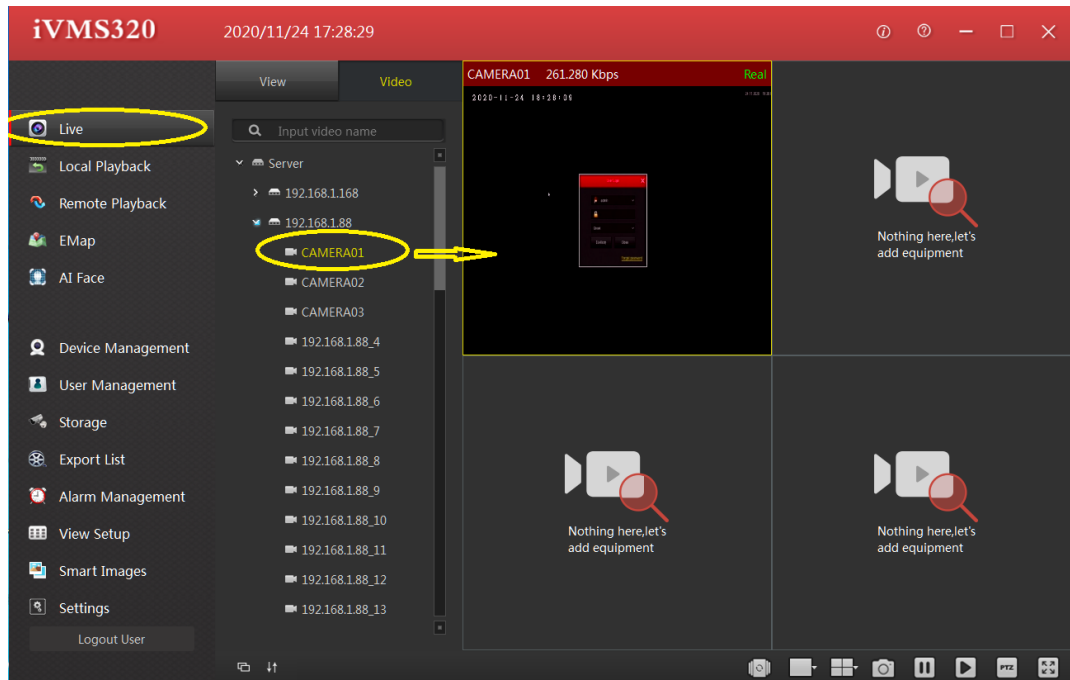 iVMS320
2020/11/24 17:28:29
View
Video
CAMERA01 261.280 Kbps Real
2020-11-24 18:28:26
Live
Input video name
Local Playback
Server
Remote Playback
192.168.1.168
EMap
192.168.1.88
AI Face
CAMERA01
CAMERA02
CAMERA03
Device Management
192.168.1.88_4
User Management
192.168.1.88_5
Storage
192.168.1.88_6
Export List
192.168.1.88_7
Alarm Management
192.168.1.88_8
View Setup
192.168.1.88_9
Smart Images
192.168.1.88_10
Settings
192.168.1.88_11
Logout User
192.168.1.88_12
192.168.1.88_13
Nothing here,let's
add equipment
Nothing here,let's
add equipment
Nothing here,let's
add equipment
PTZ